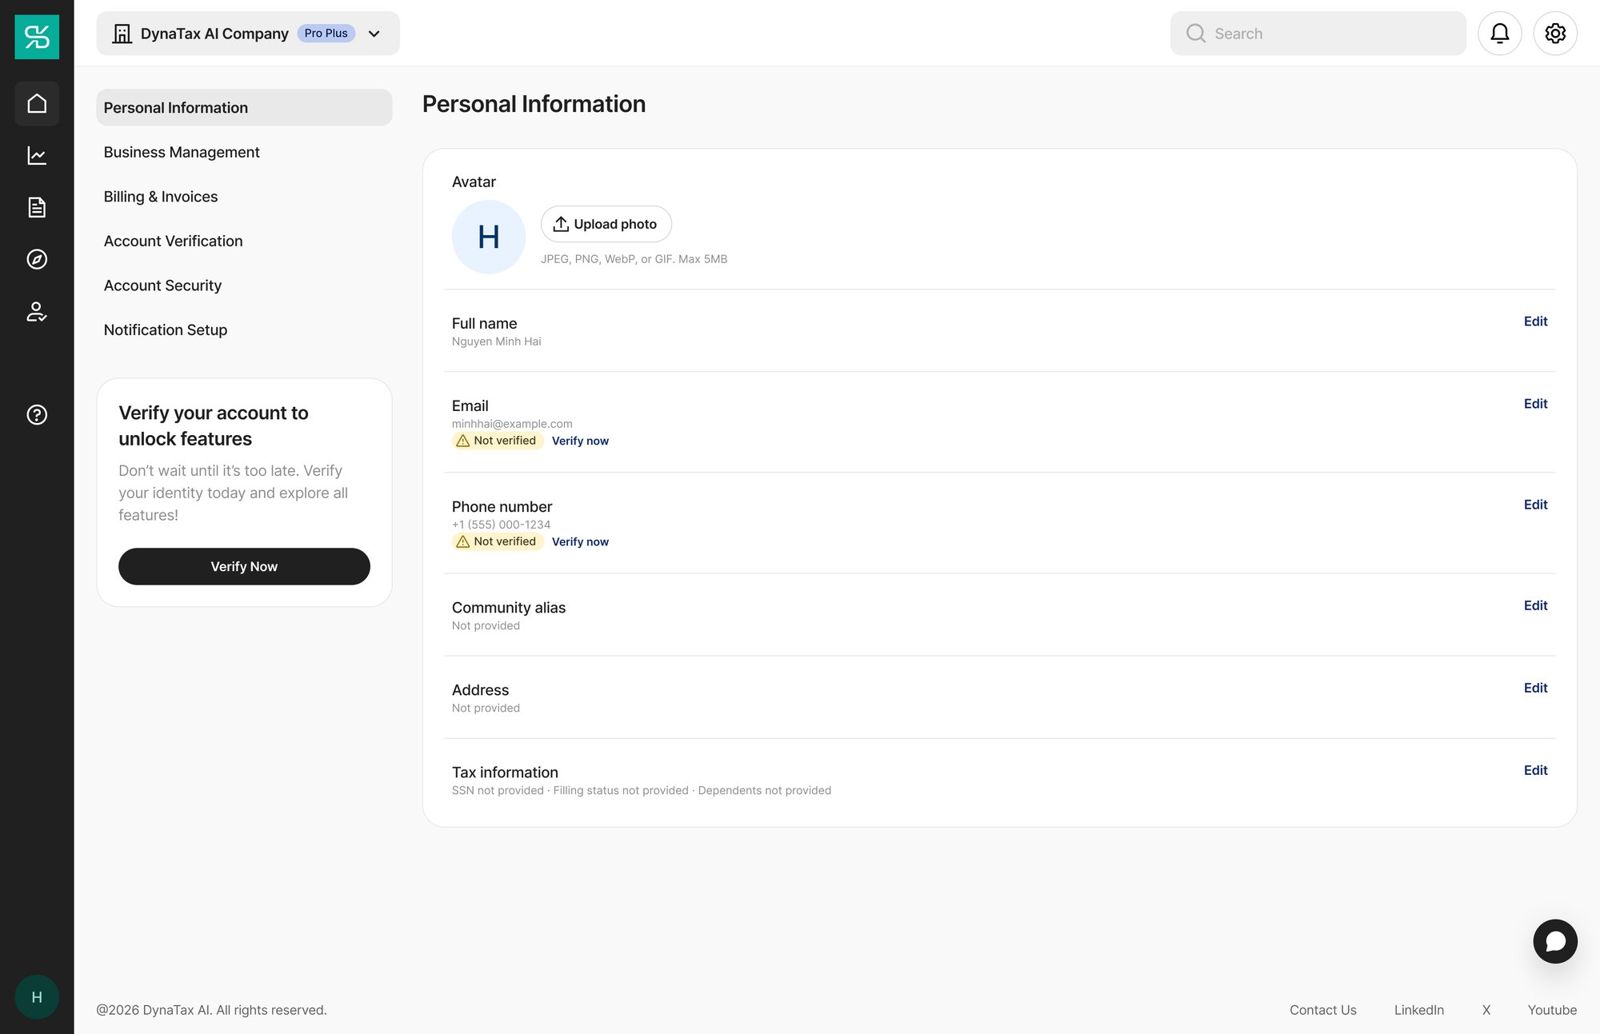 DynaTax AI Company Pro Plus
Search
Personal Information
Business Management
Billing & Invoices
Account Verification
Account Security
Notification Setup
Verify your account to
unlock features
Don't wait until it's too late. Verify
your identity today and explore all
features!
Verify Now
Personal Information
Avatar
H
Upload photo
JPEG, PNG, WebP, or GIF. Max 5MB
Full name
Edit
Nguyen Minh Hai
Email
Edit
minhhai@example.com
Not verified Verify now
Phone number
Edit
+1 (555) 000-1234
Not verified Verify now
Community alias
Edit
Not provided
Address
Edit
Not provided
Tax information
Edit
SSN not provided · Filling status not provided · Dependents not provided
H
@2026 DynaTax AI. All rights reserved.
Contact Us LinkedIn X Youtube